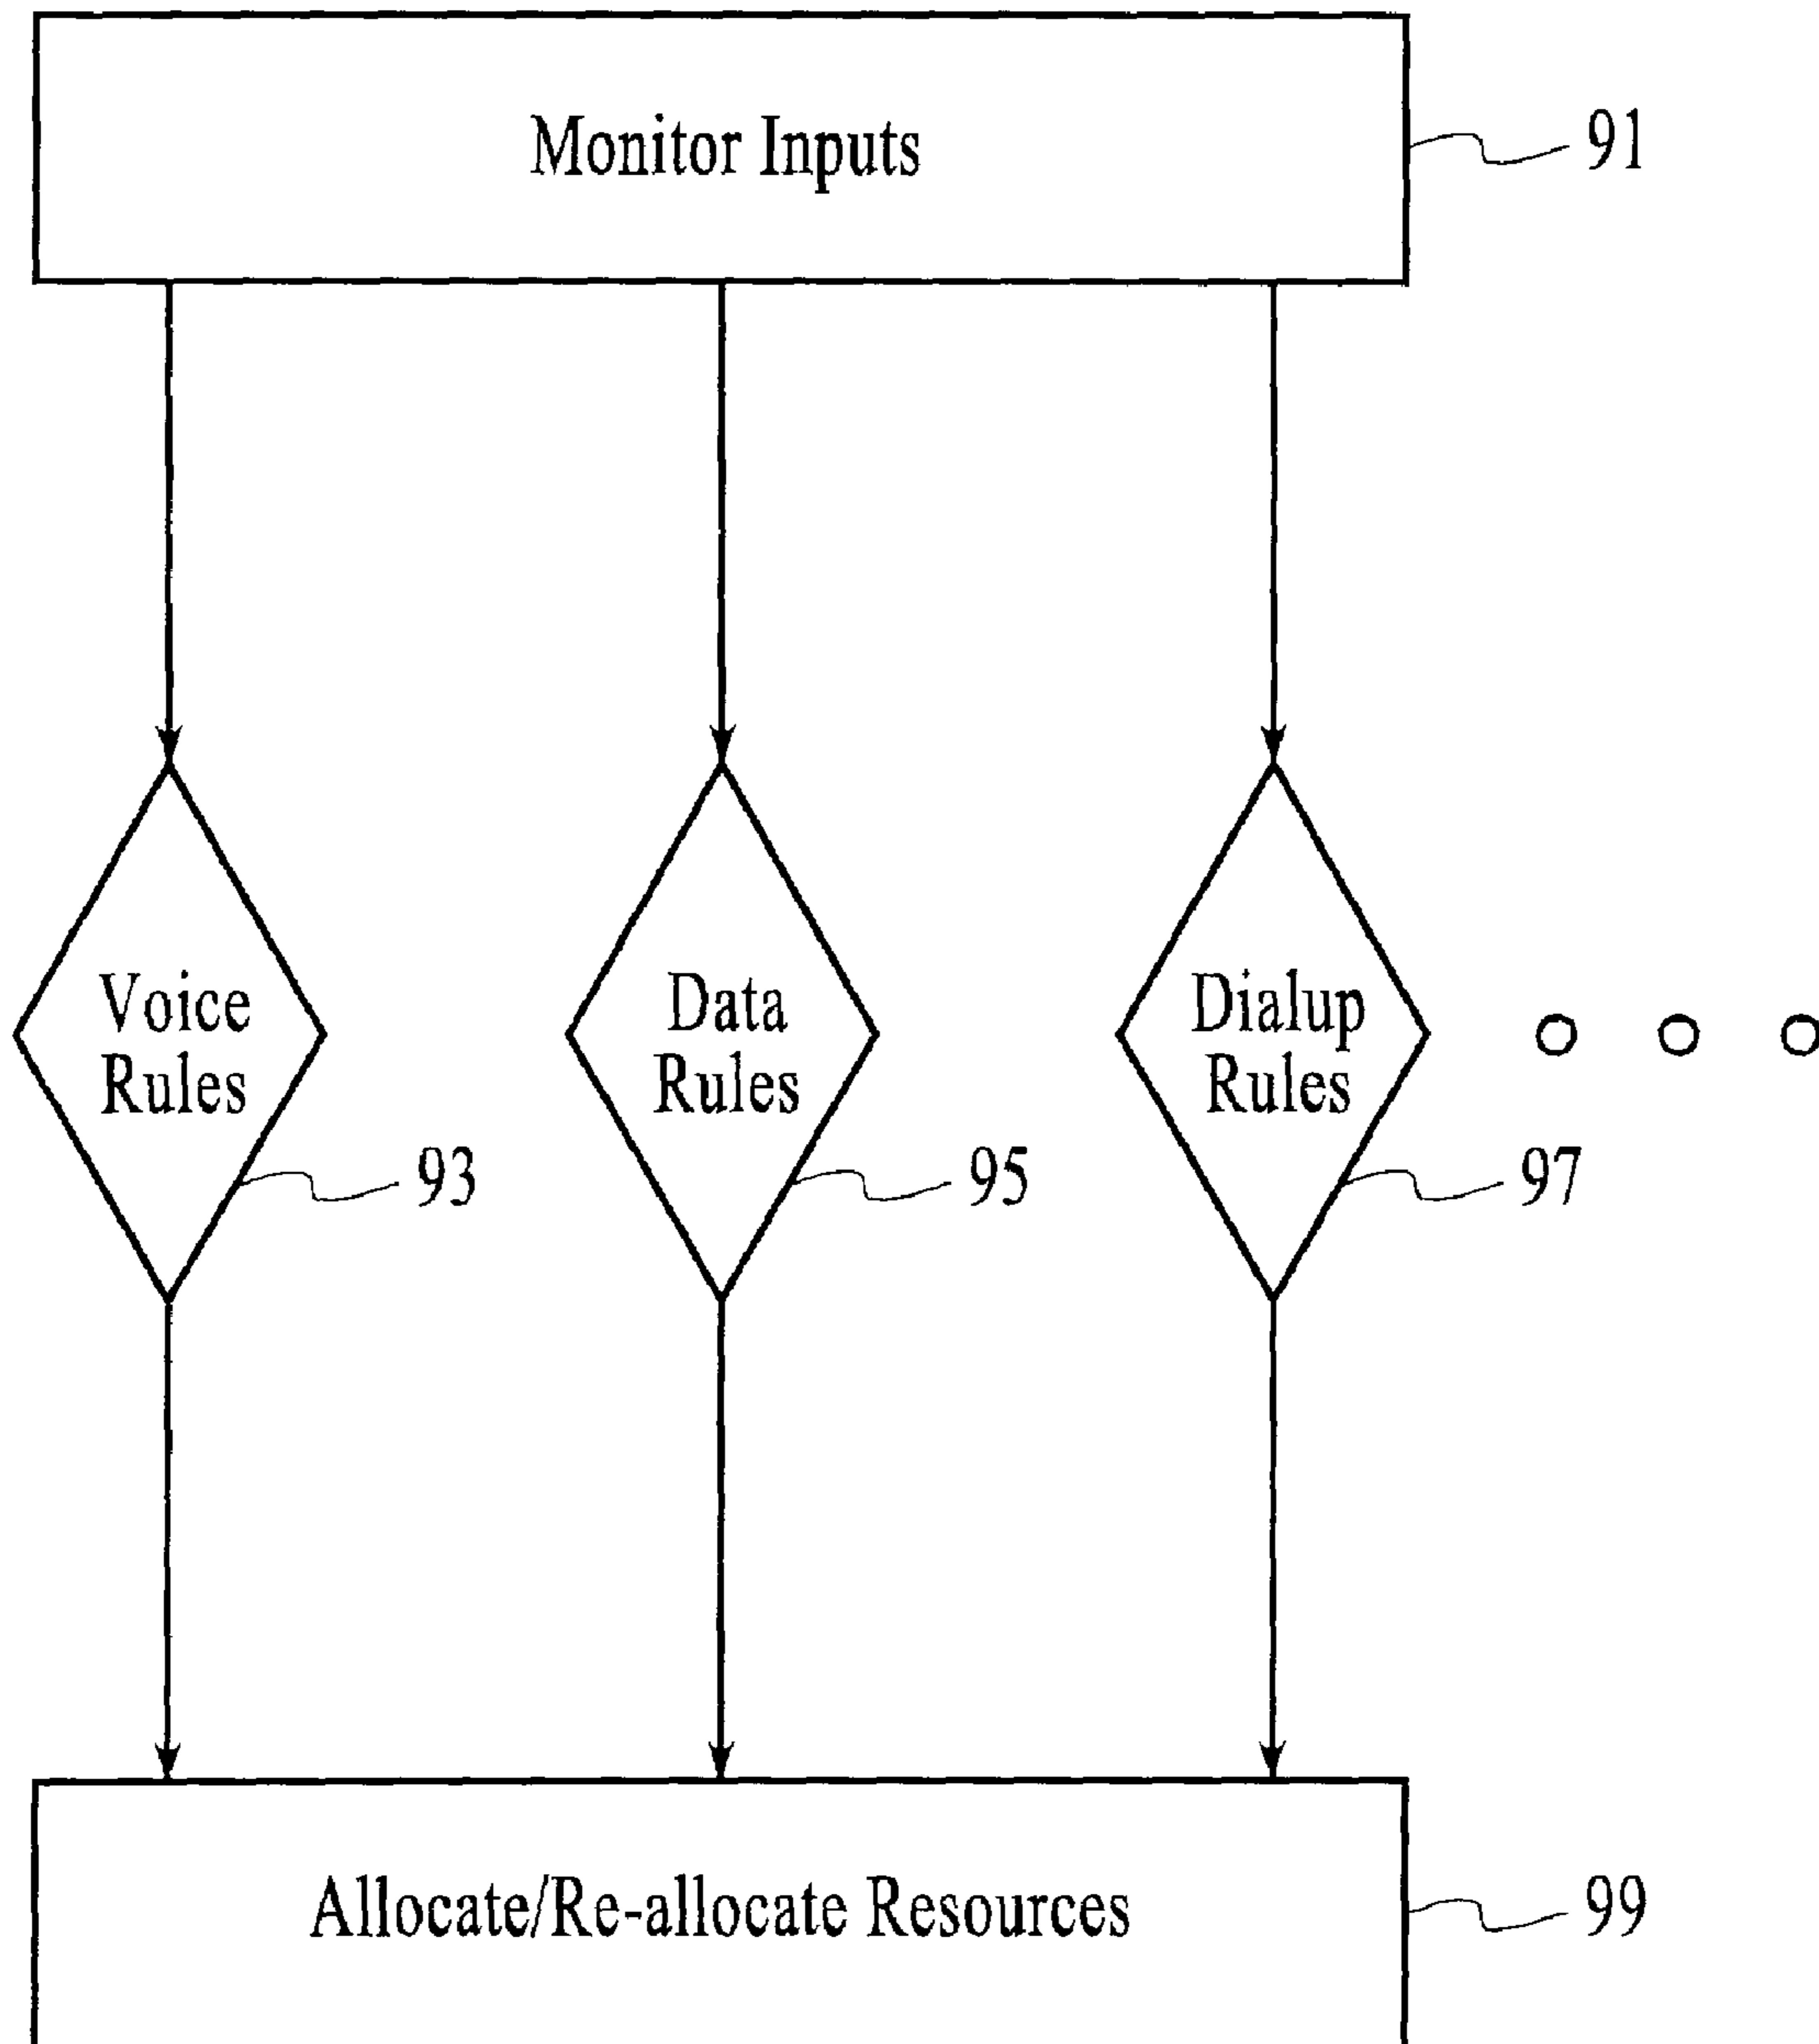 Monitor Inputs
91
Voice
Rules
93
Data
Rules
95
Dialup
Rules
97
Allocate/Re-allocate Resources
99